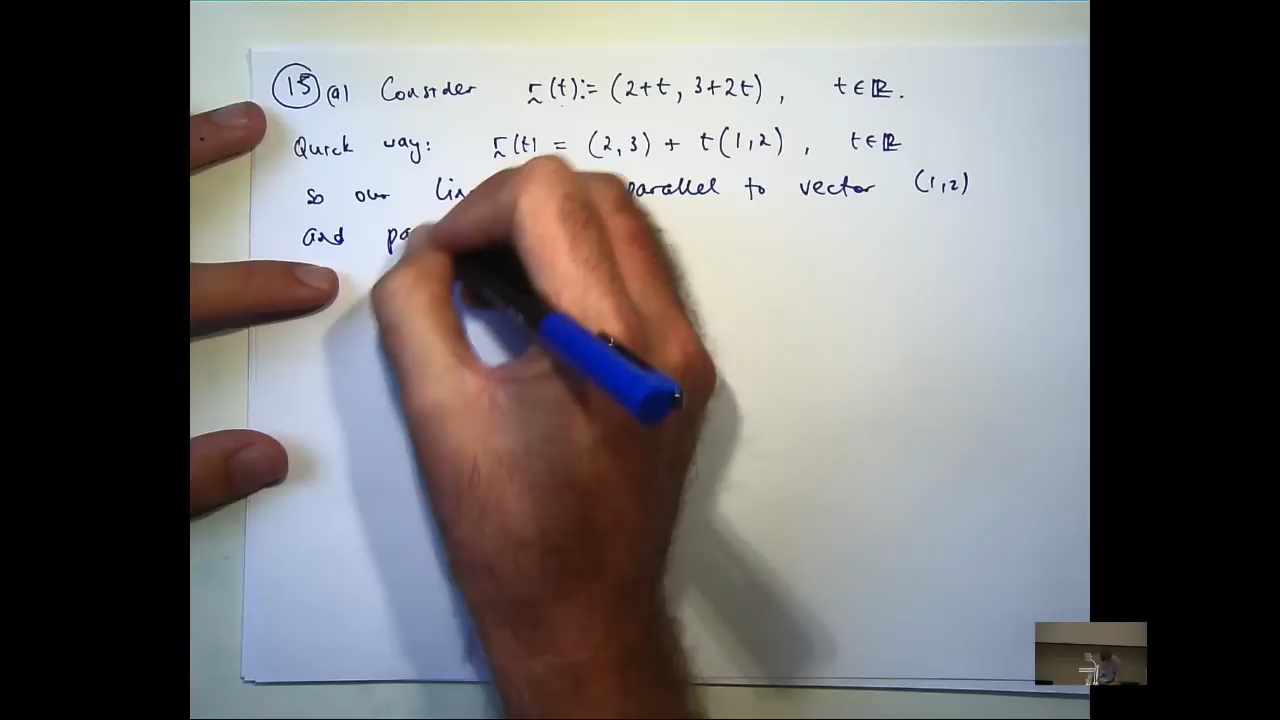 15 (a) Consider r(t):= (2+t, 3+2t), t∈ℝ.
Quick way: r(t) = (2,3) + t(1,2), t∈ℝ
so our parallel to vector (1,2)
and